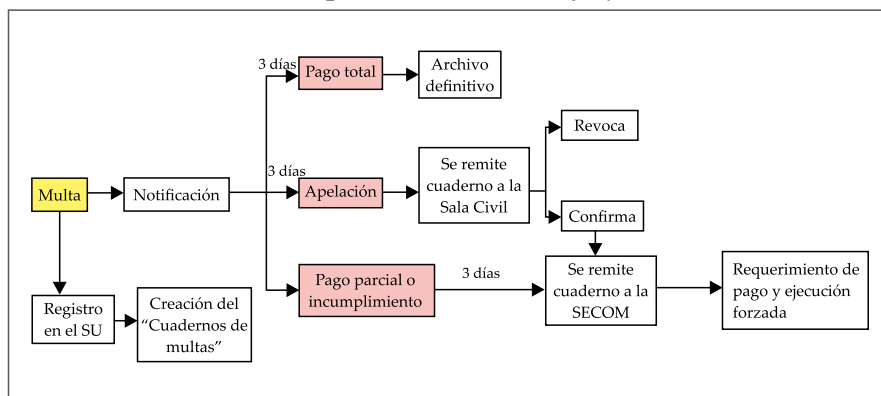 3 días
Pago total
Archivo
definitivo
Revoca
3 días
Multa
Notificación
Apelación
Se remite
cuaderno a la
Sala Civil
Confirma
Pago parcial o
incumplimiento
3 días
Se remite
cuaderno a la
SECOM
Requerimiento de
pago y ejecución
forzada
Registro
en el SU
Creación del
“Cuadernos de
multas”